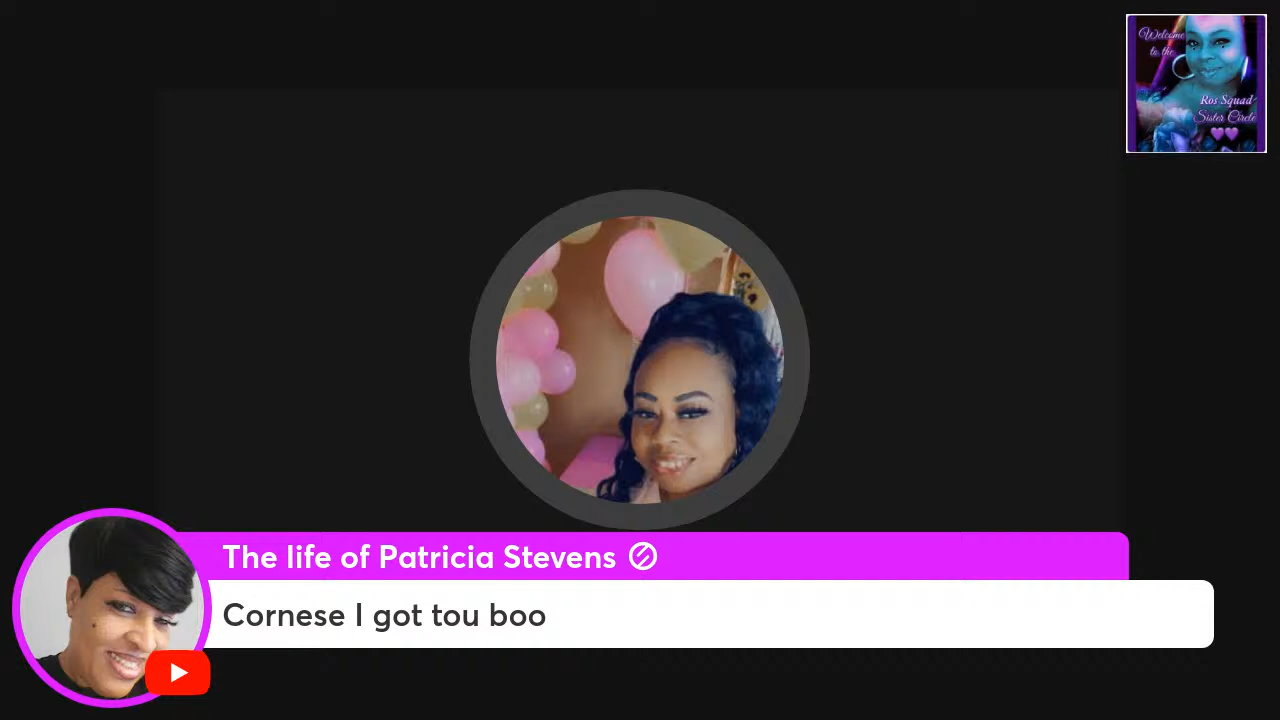 Welcome
to the
Ros Squad
Sister Circle
The life of Patricia Stevens
Cornese I got tou boo